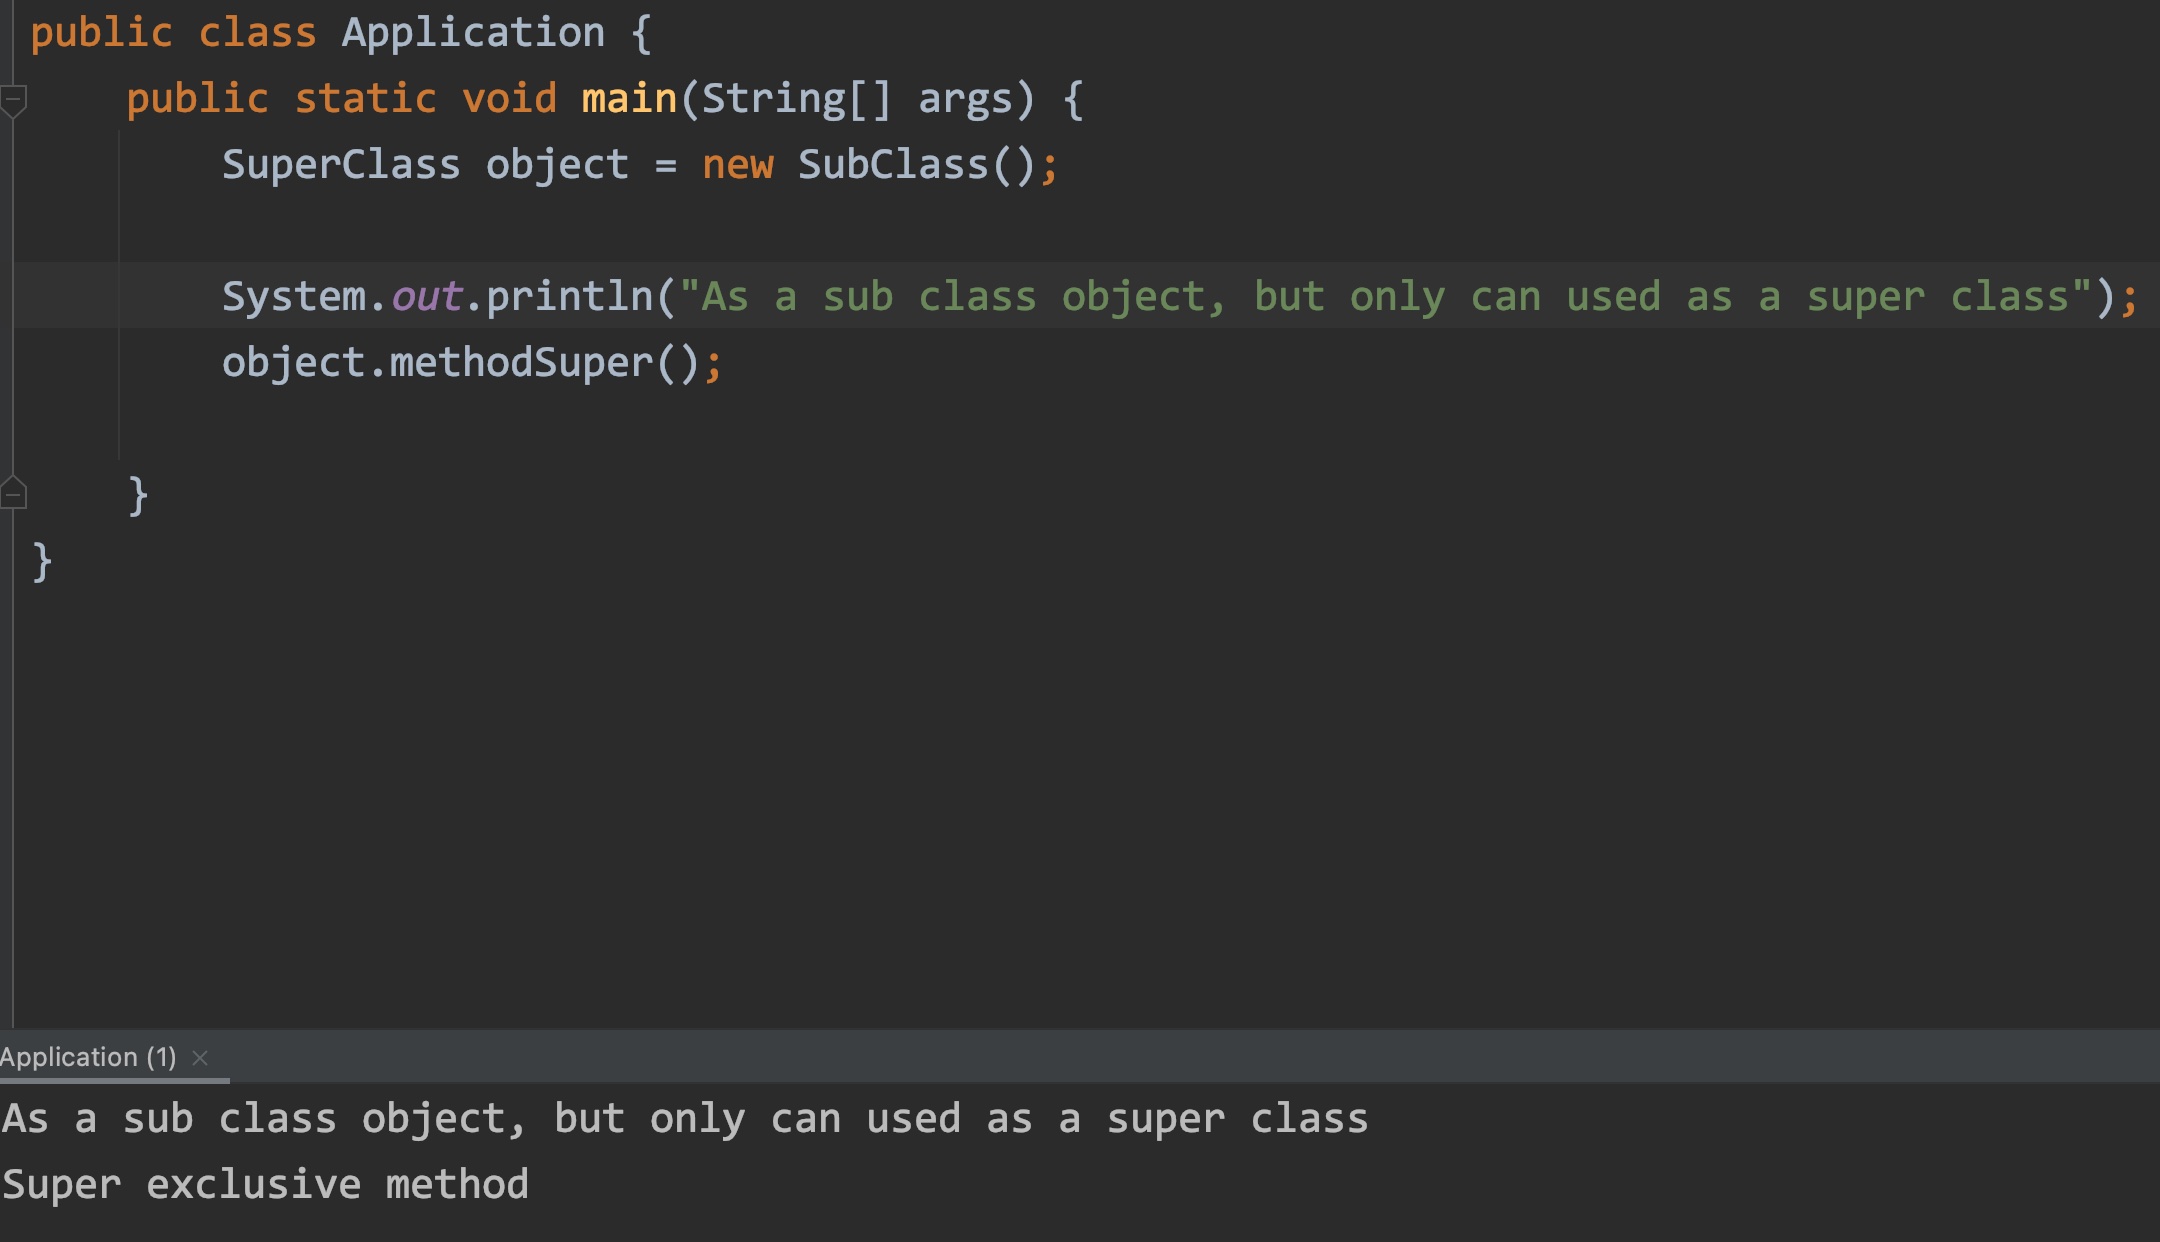 public class Application {
public static void main(String[] args) {
SuperClass object = new SubClass();
System.out.println("As a sub class object, but only can used as a super class");
object.methodSuper();
}
}
Application (1)
As a sub class object, but only can used as a super class
Super exclusive method